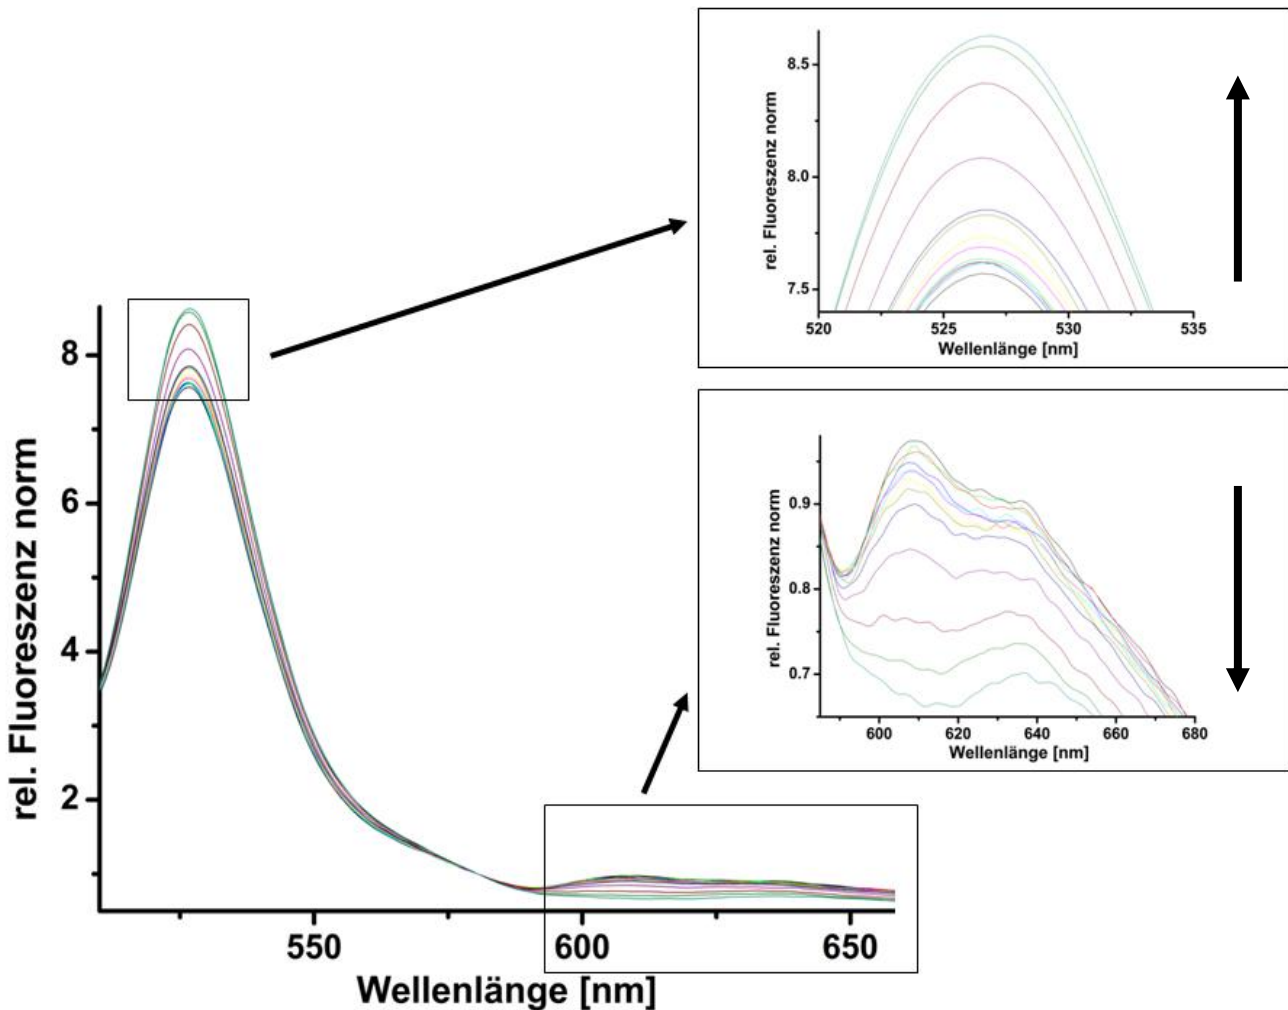 8.5
8.0
7.5
rel. Fluoreszenz norm
520 525 530 535
Wellenlänge [nm]
0.9
0.8
0.7
rel. Fluoreszenz norm
600 620 640 660 680
Wellenlänge [nm]
8
6
4
2
rel. Fluoreszenz norm
550 600 650
Wellenlänge [nm]